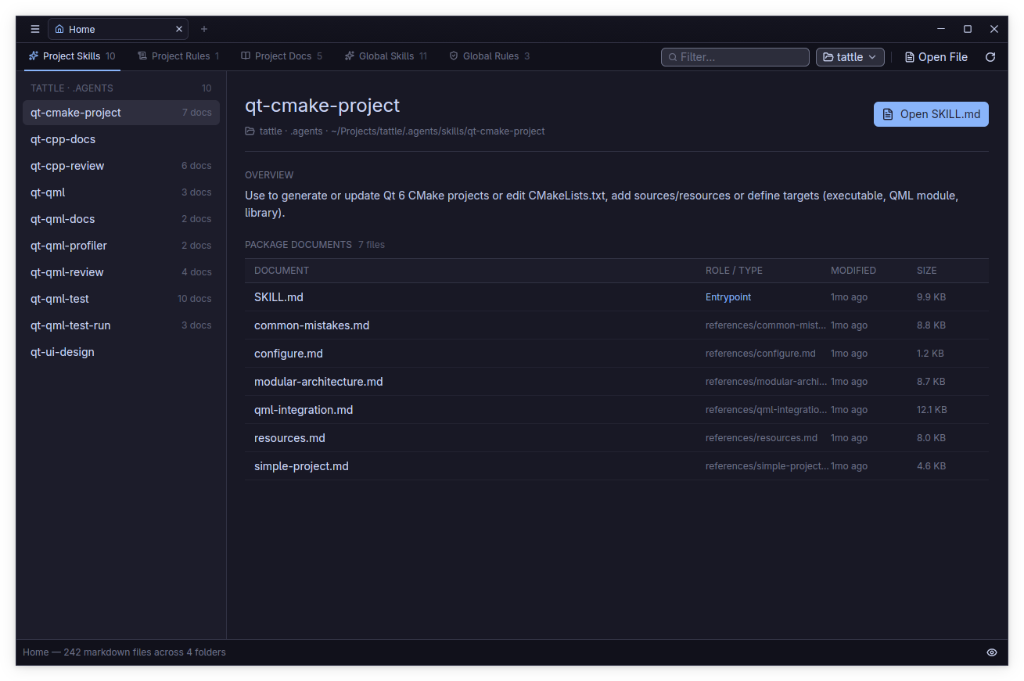 Home
Project Skills 10
Project Rules 1
Project Docs 5
Global Skills 11
Global Rules 3
Filter...
tattle
Open File
TATTLE · .AGENTS 10
qt-cmake-project 7 docs
qt-cpp-docs
qt-cpp-review 6 docs
qt-qml 3 docs
qt-qml-docs 2 docs
qt-qml-profiler 2 docs
qt-qml-review 4 docs
qt-qml-test 10 docs
qt-qml-test-run 3 docs
qt-ui-design
qt-cmake-project
tattle · .agents · ~/Projects/tattle/.agents/skills/qt-cmake-project
Open SKILL.md
OVERVIEW
Use to generate or update Qt 6 CMake projects or edit CMakeLists.txt, add sources/resources or define targets (executable, QML module,
library).
PACKAGE DOCUMENTS 7 files
DOCUMENT ROLE / TYPE MODIFIED SIZE
SKILL.md Entrypoint 1mo ago 9.9 KB
common-mistakes.md references/common-mist... 1mo ago 8.8 KB
configure.md references/configure.md 1mo ago 1.2 KB
modular-architecture.md references/modular-archi... 1mo ago 8.7 KB
qml-integration.md references/qml-integratio... 1mo ago 12.1 KB
resources.md references/resources.md 1mo ago 8.0 KB
simple-project.md references/simple-project... 1mo ago 4.6 KB
Home — 242 markdown files across 4 folders